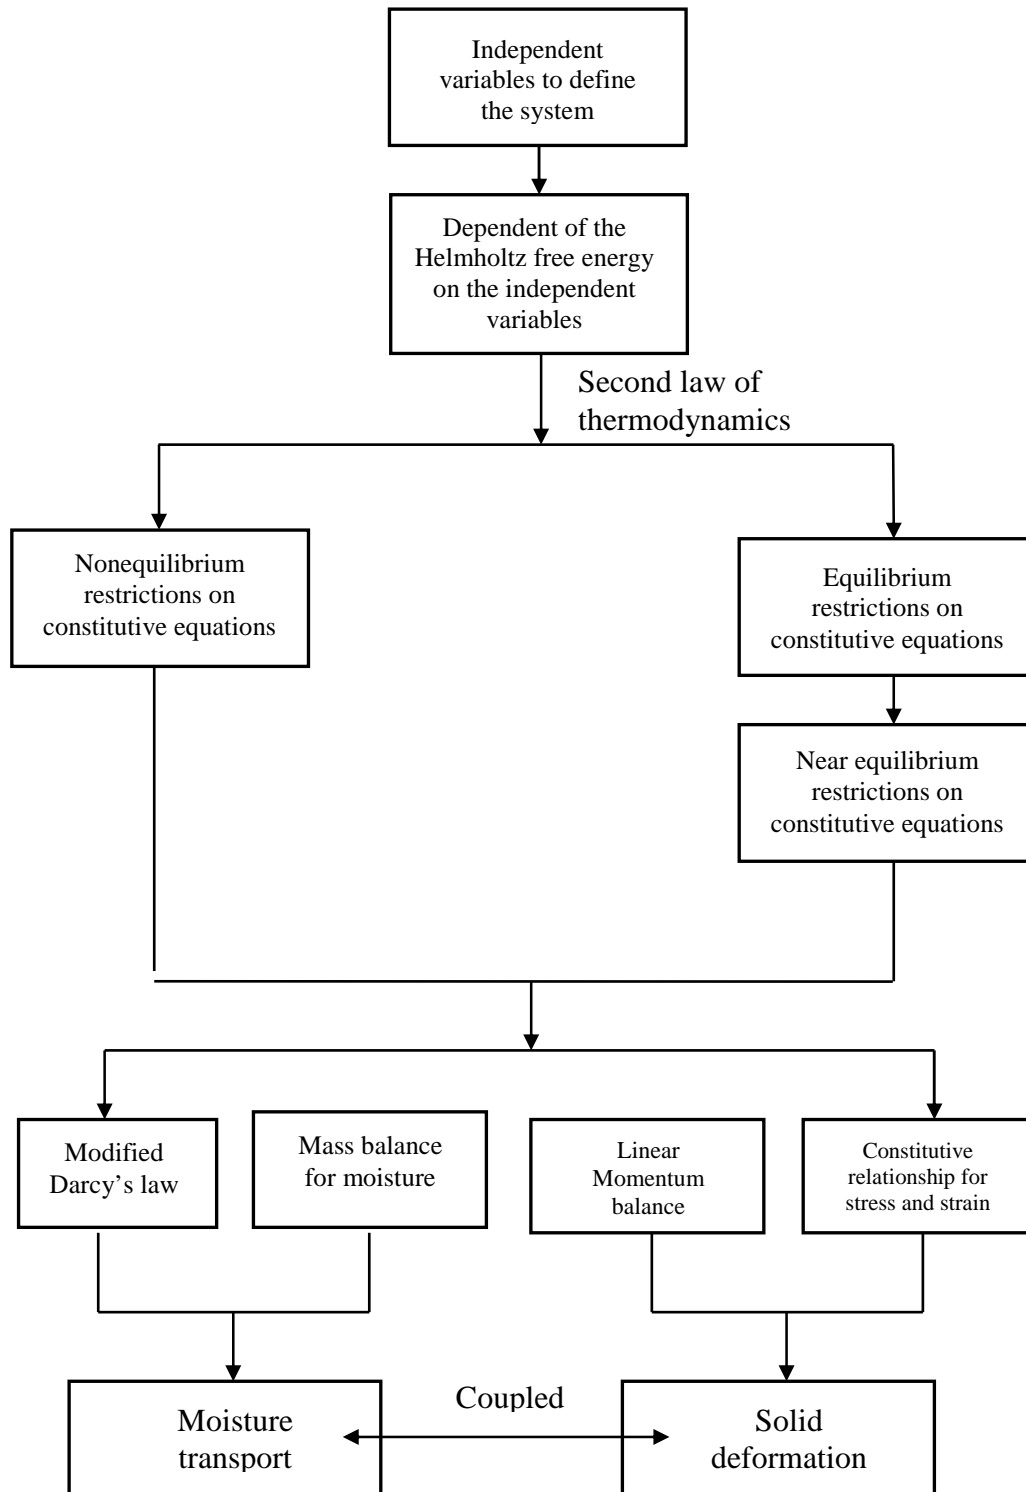 Independent
variables to define
the system
Dependent of the
Helmholtz free energy
on the independent
variables
Second law of
thermodynamics
Nonequilibrium
restrictions on
constitutive equations
Equilibrium
restrictions on
constitutive equations
Near equilibrium
restrictions on
constitutive equations
Modified
Darcy’s law
Mass balance
for moisture
Linear
Momentum
balance
Constitutive
relationship for
stress and strain
Moisture
transport
Coupled
Solid
deformation